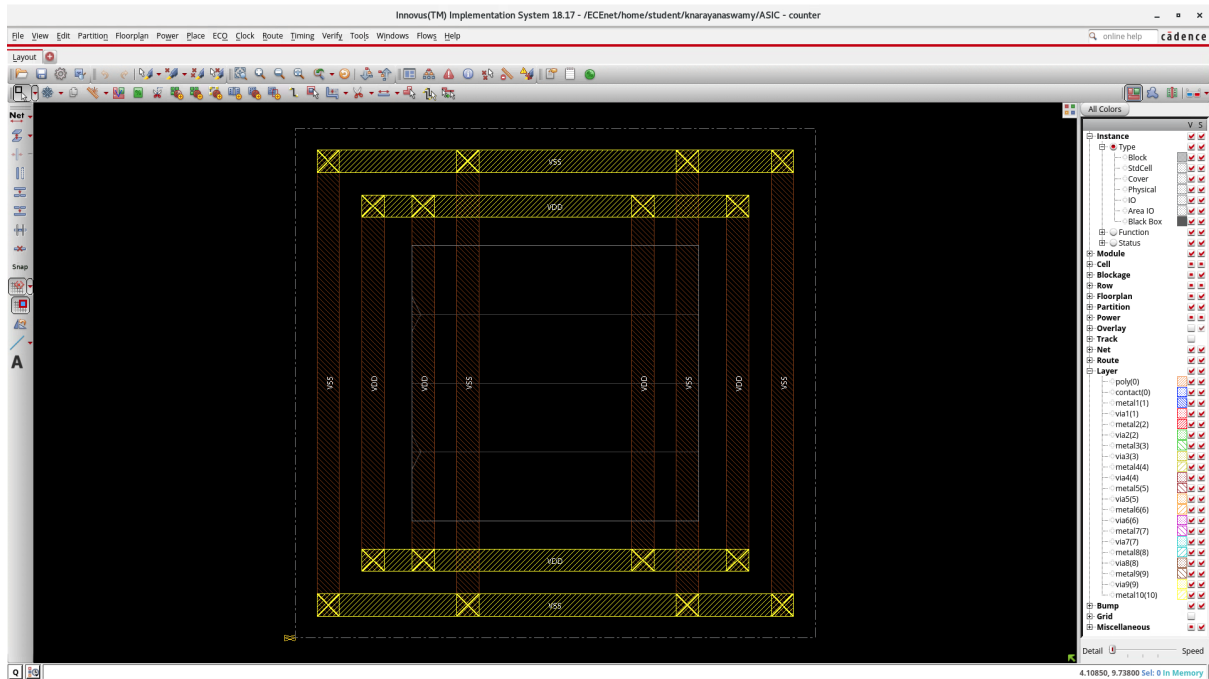 Innovus(TM) Implementation System 18.17 - /ECEnet/home/student/knarayanaswamy/ASIC - counter
File View Edit Partition Floorplan Power Place ECO Clock Route Timing Verify Tools Windows Flows Help
online help cādence
Layout
All Colors
V S
Net
Instance
Type
Block
StdCell
Cover
Physical
IO
Area IO
Black Box
Function
Status
Module
Cell
Blockage
Row
Floorplan
Partition
Power
Overlay
Track
Net
Route
Layer
poly(0)
contact(0)
metal1(1)
via1(1)
metal2(2)
via2(2)
metal3(3)
via3(3)
metal4(4)
via4(4)
metal5(5)
via5(5)
metal6(6)
via6(6)
metal7(7)
via7(7)
metal8(8)
via8(8)
metal9(9)
via9(9)
metal10(10)
Bump
Grid
Miscellaneous
Snap
A
VSS
VDD
VSS VDD VDD VSS VDD VSS VDD VSS
VDD
VSS
Detail Speed
Q
4.10850, 9.73800 Sel: 0 In Memory